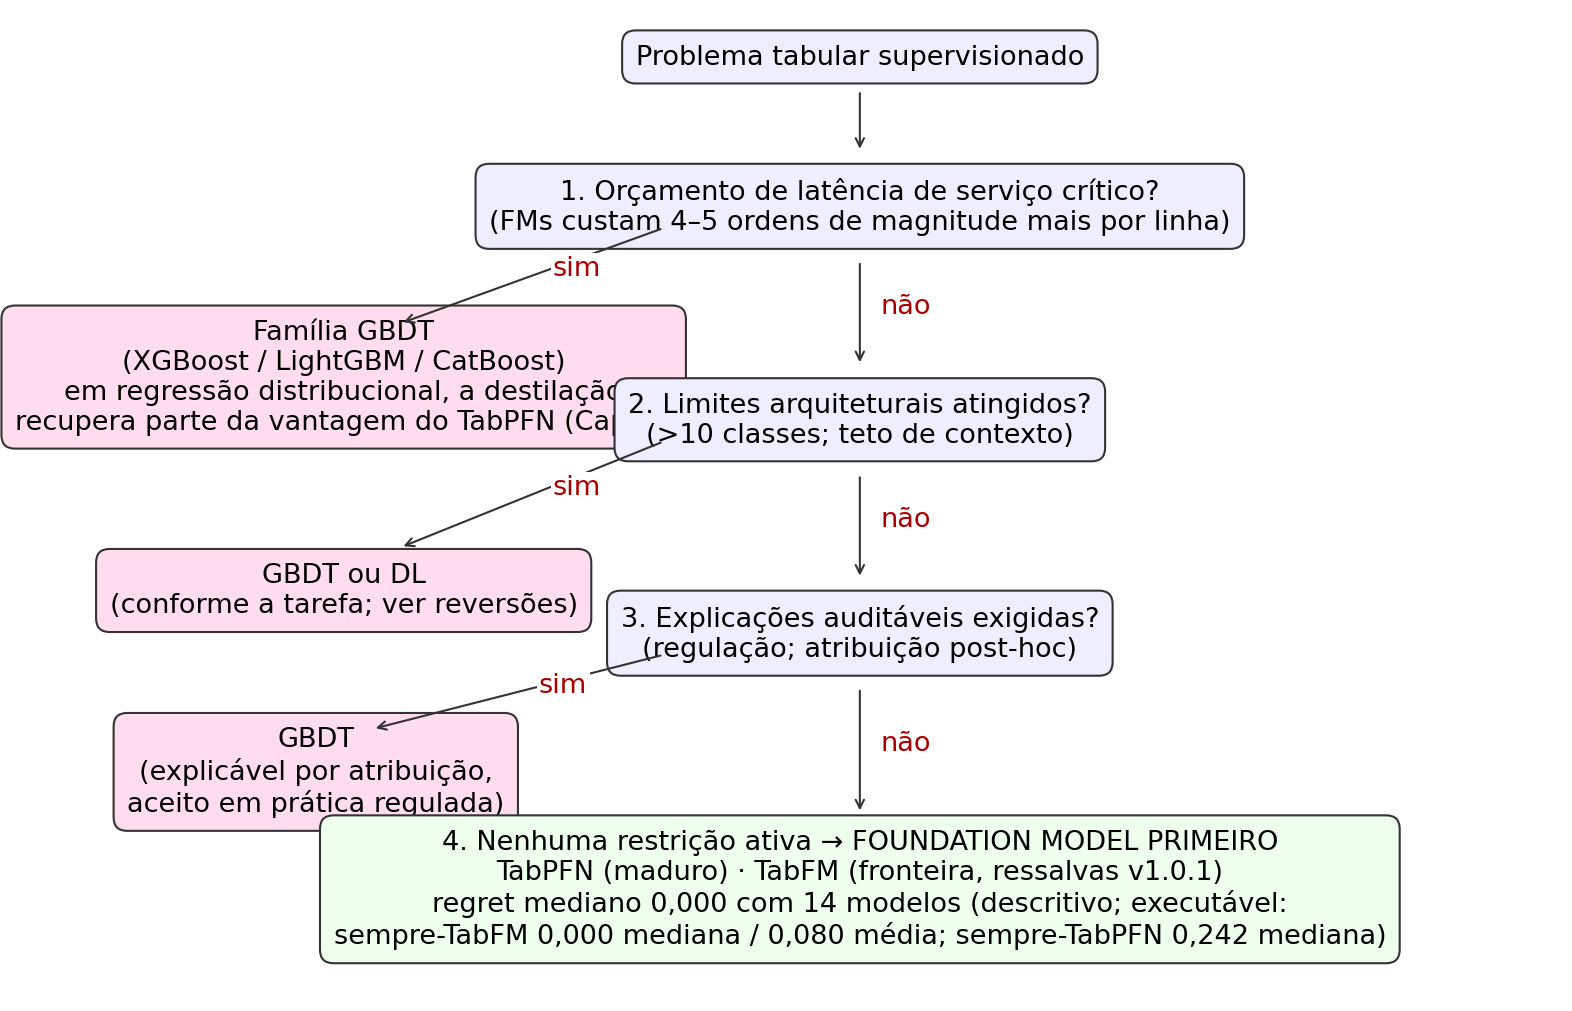 Problema tabular supervisionado
1. Orçamento de latência de serviço crítico?
(FMs custam 4–5 ordens de magnitude mais por linha)
sim
não
Família GBDT
(XGBoost / LightGBM / CatBoost)
em regressão distribucional, a destilação
recupera parte da vantagem do TabPFN
2. Limites arquiteturais atingidos?
(>10 classes; teto de contexto)
sim
não
GBDT ou DL
(conforme a tarefa; ver reversões)
3. Explicações auditáveis exigidas?
(regulação; atribuição post-hoc)
sim
não
GBDT
(explicável por atribuição,
aceito em prática regulada)
4. Nenhuma restrição ativa → FOUNDATION MODEL PRIMEIRO
TabPFN (maduro) · TabFM (fronteira, ressalvas v1.0.1)
regret mediano 0,000 com 14 modelos (descritivo; executável:
sempre-TabFM 0,000 mediana / 0,080 média; sempre-TabPFN 0,242 mediana)